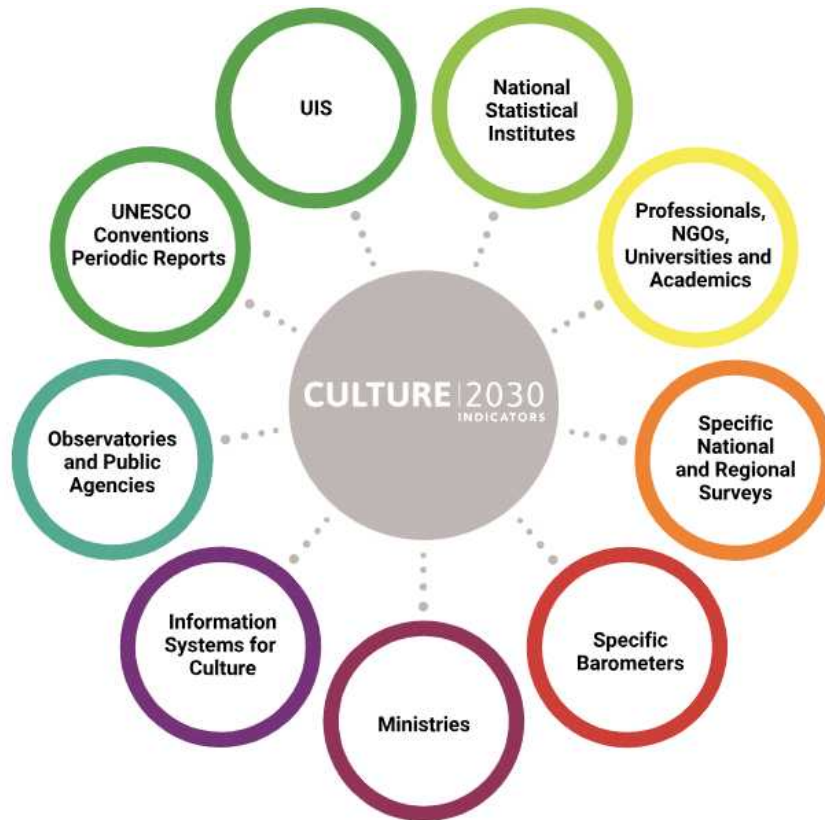 UIS
National
Statistical
Institutes
Professionals,
NGOs,
Universities and
Academics
Specific
National
and Regional
Surveys
Specific
Barometers
Ministries
Information
Systems for
Culture
Observatories
and Public
Agencies
UNESCO
Conventions
Periodic Reports
CULTURE|2030
INDICATORS